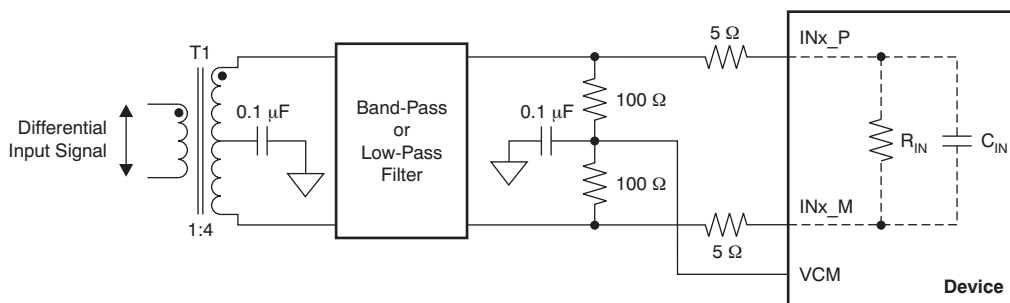 T1
Differential
Input Signal
1:4
0.1 μF
Band-Pass
or
Low-Pass
Filter
0.1 μF
100 Ω
100 Ω
5 Ω
5 Ω
INx_P
R_IN
C_IN
INx_M
VCM
Device